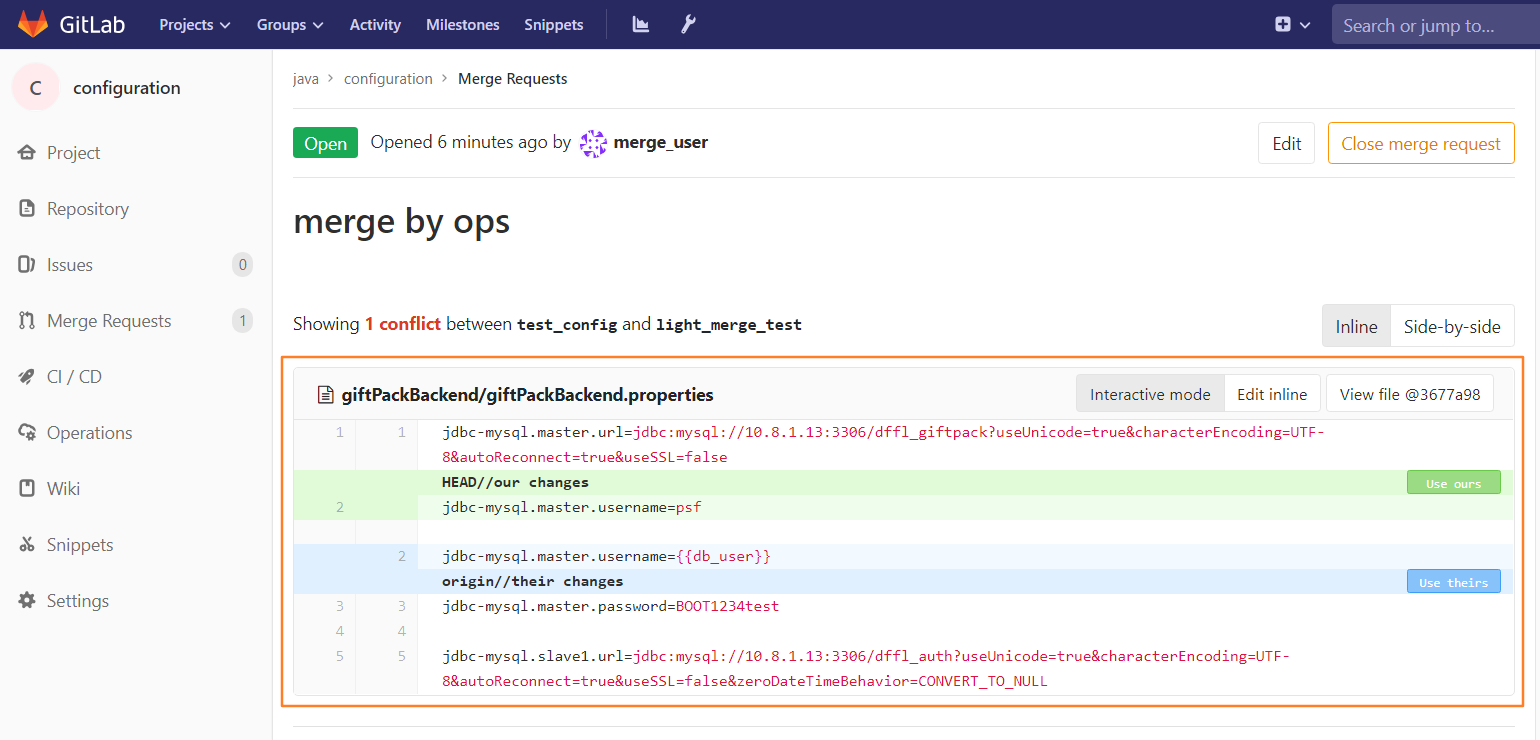 GitLab Projects Groups Activity Milestones Snippets Search or jump to...
C configuration
Project
Repository
Issues 0
Merge Requests 1
CI / CD
Operations
Wiki
Snippets
Settings
java > configuration > Merge Requests
Open Opened 6 minutes ago by merge_user Edit Close merge request
merge by ops
Showing 1 conflict between test_config and light_merge_test Inline Side-by-side
giftPackBackend/giftPackBackend.properties Interactive mode Edit inline View file @3677a98
1 1 jdbc-mysql.master.url=jdbc:mysql://10.8.1.13:3306/dffl_giftpack?useUnicode=true&characterEncoding=UTF-
8&autoReconnect=true&useSSL=false
HEAD//our changes Use ours
2 jdbc-mysql.master.username=psf
2 jdbc-mysql.master.username={{db_user}}
origin//their changes Use theirs
3 3 jdbc-mysql.master.password=BOOT1234test
4 4
5 5 jdbc-mysql.slave1.url=jdbc:mysql://10.8.1.13:3306/dffl_auth?useUnicode=true&characterEncoding=UTF-
8&autoReconnect=true&useSSL=false&zeroDateTimeBehavior=CONVERT_TO_NULL